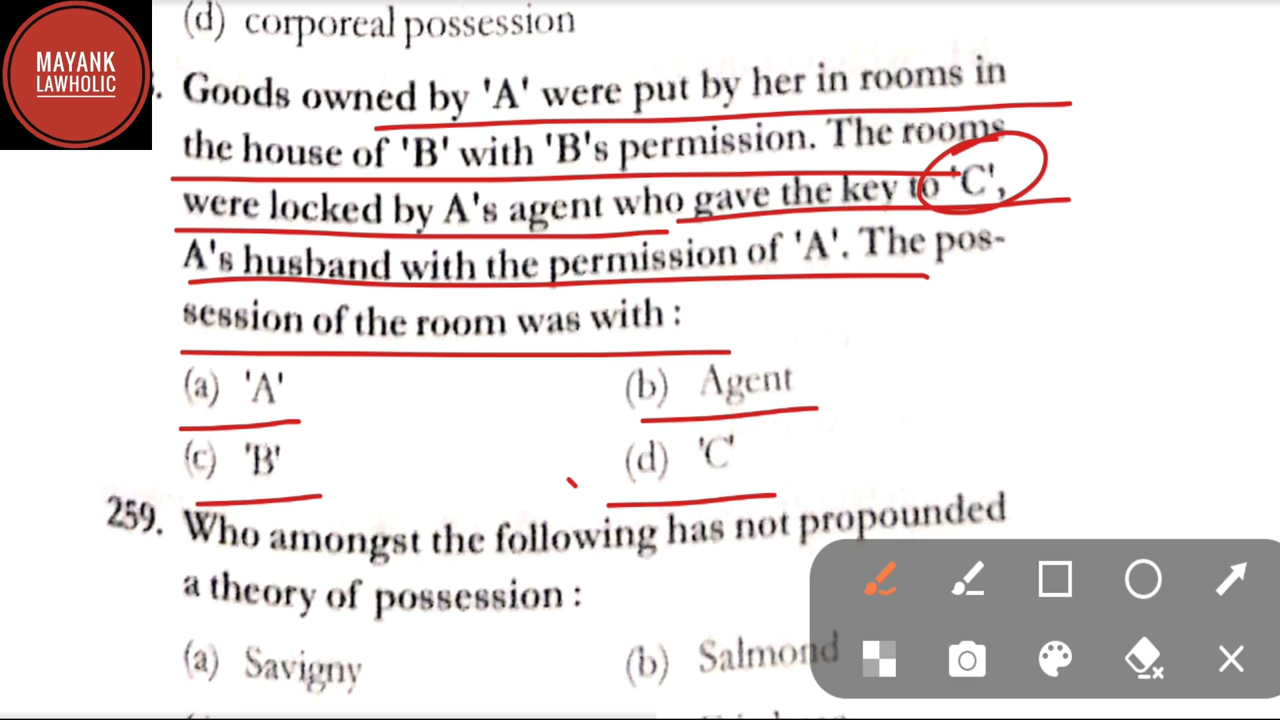 (d) corporeal possession
MAYANK
LAWHOLIC
Goods owned by 'A' were put by her in rooms in
the house of 'B' with 'B's permission. The rooms
were locked by A's agent who gave the key to 'C',
A's husband with the permission of 'A'. The pos-
session of the room was with :
(a) 'A'
(b) Agent
(c) 'B'
(d) 'C'
259. Who amongst the following has not propounded
a theory of possession :
(a) Savigny
(b) Salmond